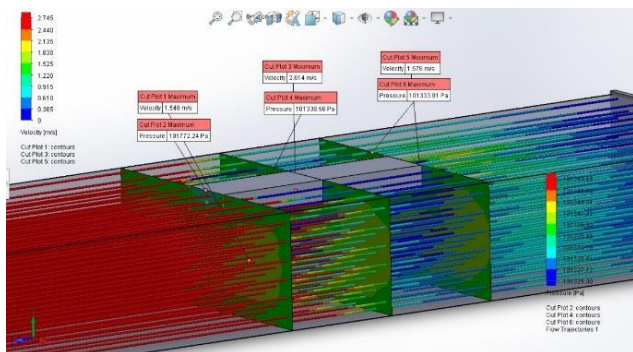 2.745
2.440
2.135
1.830
1.525
1.220
0.915
0.610
0.305
0
Velocity [m/s]
Cut Plot 1: contours
Cut Plot 3: contours
Cut Plot 5: contours
Cut Plot 1 Maximum
Velocity 1.546 m/s
Cut Plot 2 Maximum
Pressure 101772.24 Pa
Cut Plot 3 Maximum
Velocity 2.614 m/s
Cut Plot 4 Maximum
Pressure 101338.98 Pa
Cut Plot 5 Maximum
Velocity 1.576 m/s
Cut Plot 6 Maximum
Pressure 101333.91 Pa
Pressure [Pa]
Cut Plot 2: contours
Cut Plot 4: contours
Cut Plot 6: contours
Flow Trajectories 1